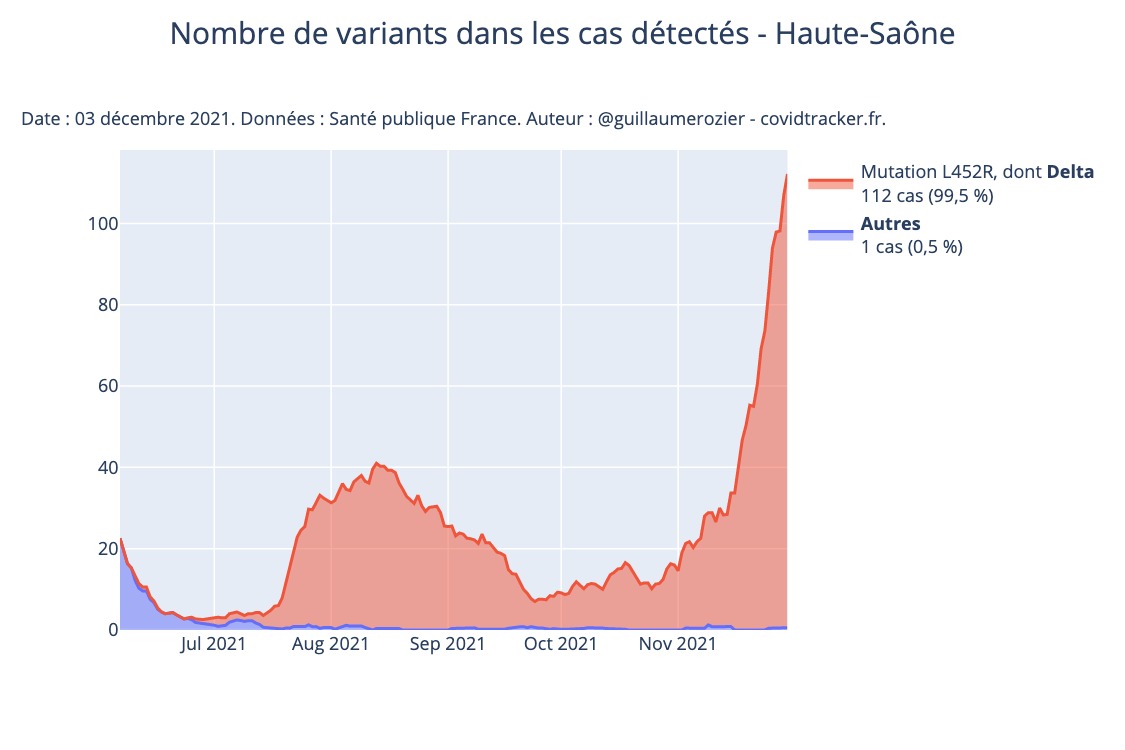 Nombre de variants dans les cas détectés - Haute-Saône
Date : 03 décembre 2021. Données : Santé publique France. Auteur : @guillaumerozier - covidtracker.fr.
Mutation L452R, dont Delta
112 cas (99,5 %)
Autres
1 cas (0,5 %)
100
80
60
40
20
0
Jul 2021
Aug 2021
Sep 2021
Oct 2021
Nov 2021